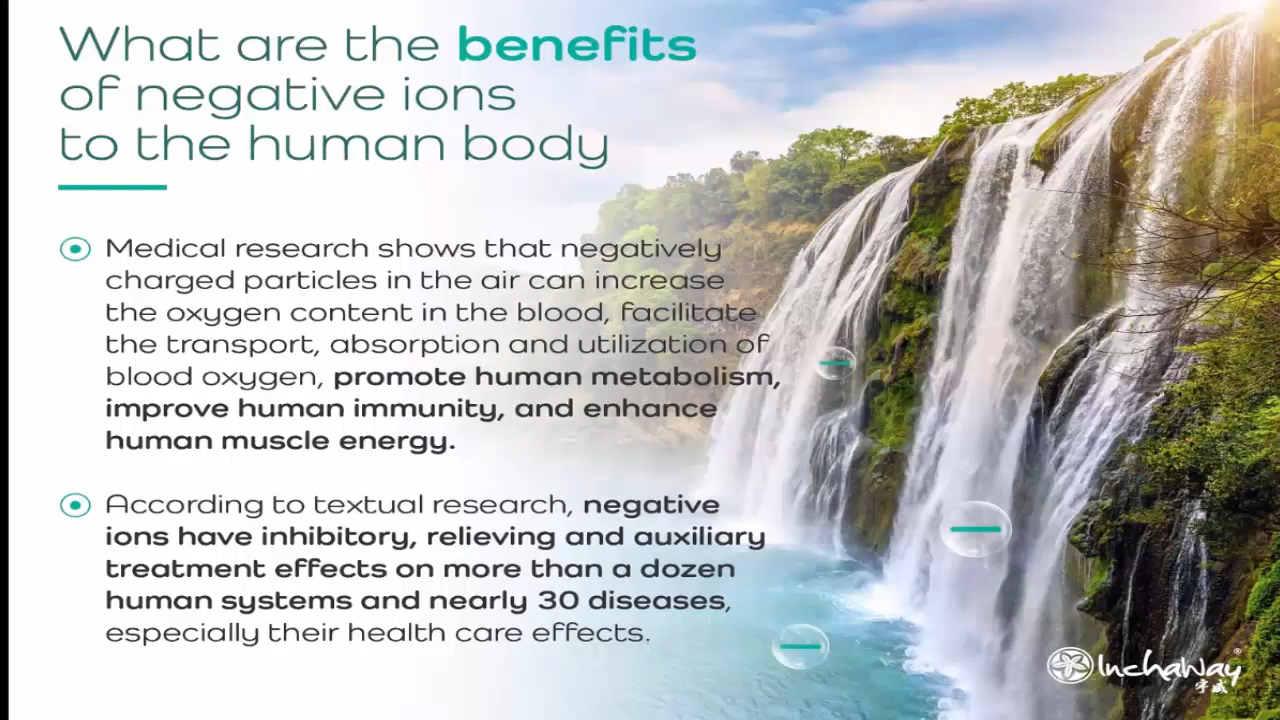 What are the benefits
of negative ions
to the human body
Medical research shows that negatively
charged particles in the air can increase
the oxygen content in the blood, facilitate
the transport, absorption and utilization of
blood oxygen, promote human metabolism,
improve human immunity, and enhance
human muscle energy.
According to textual research, negative
ions have inhibitory, relieving and auxiliary
treatment effects on more than a dozen
human systems and nearly 30 diseases,
especially their health care effects.
Inchaway®
宇威